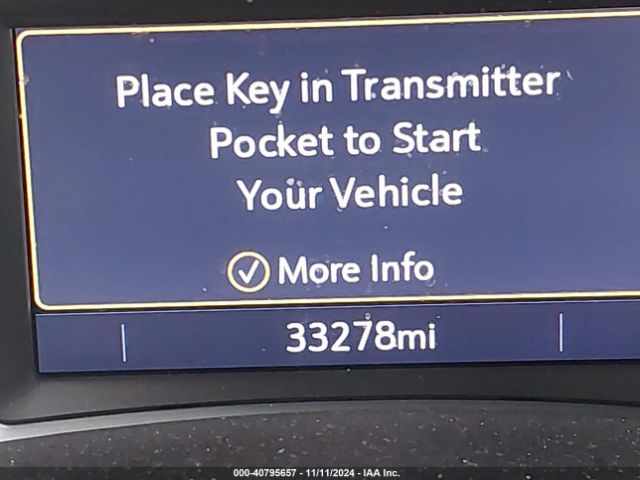 Place Key in Transmitter
Pocket to Start
Your Vehicle
More Info
33278mi
000-40795657 - 11/11/2024 - IAA Inc.